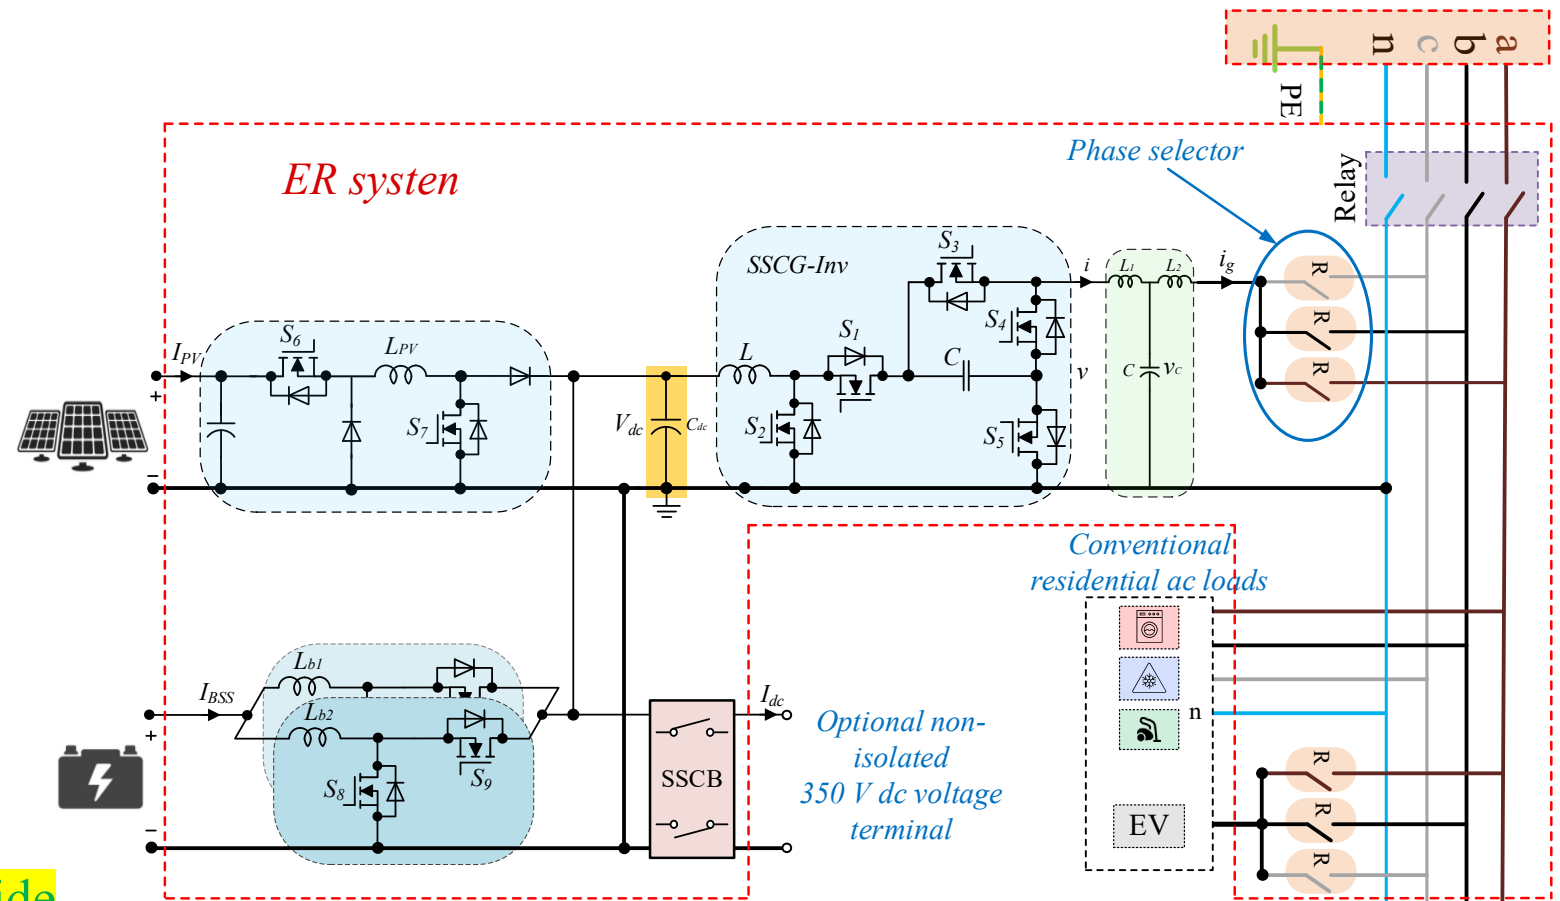 n c b a
PE
Relay
Phase selector
ER systen
SSCG-Inv
S3
i
L1
L2
ig
R
R
R
S4
S1
S6
IPV
LPV
L
C
v
C
vC
+
S7
Vdc
Cdc
S2
S5
−
Conventional
residential ac loads
Lb1
IBSS
Lb2
Idc
+
S9
S8
SSCB
Optional non-
isolated
350 V dc voltage
terminal
n
EV
R
R
R
−
ide